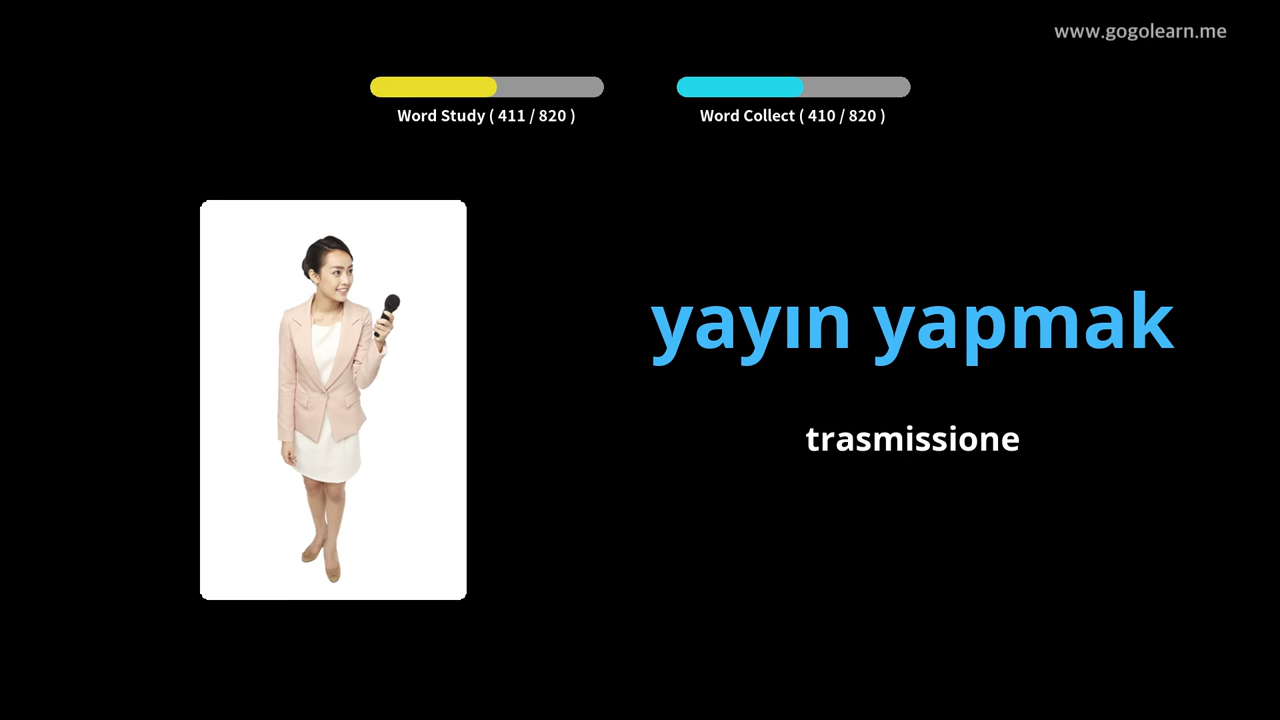 www.gogolearn.me
Word Study ( 411 / 820 )
Word Collect ( 410 / 820 )
yayın yapmak
trasmissione